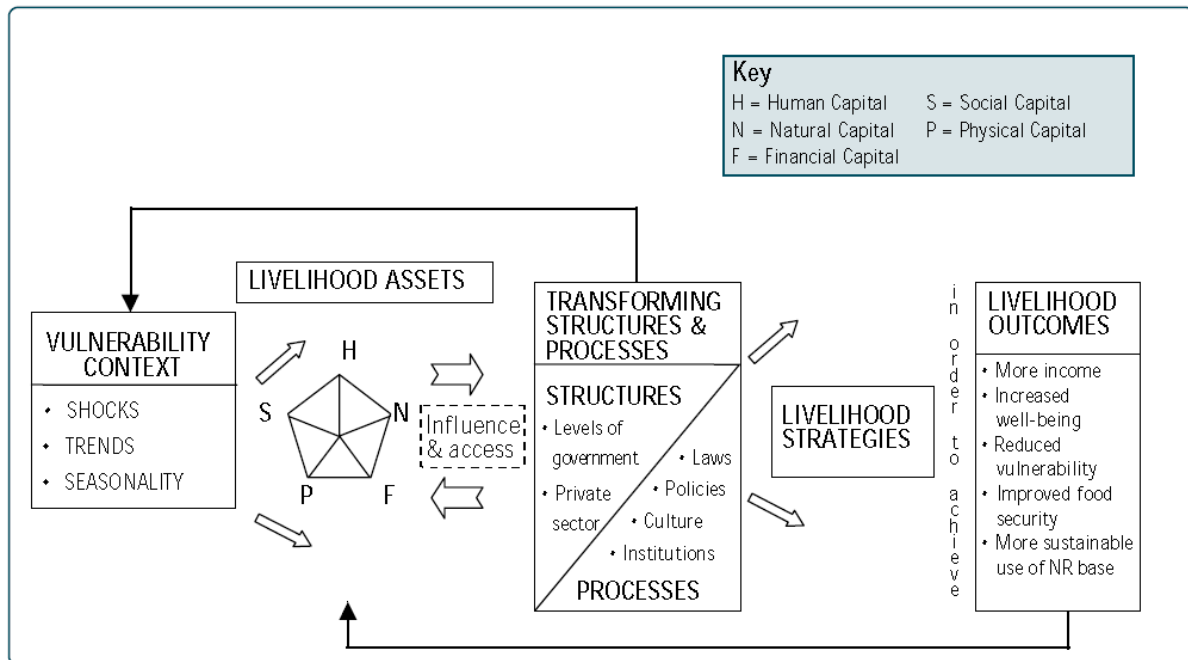 Key
H = Human Capital
S = Social Capital
N = Natural Capital
P = Physical Capital
F = Financial Capital
LIVELIHOOD ASSETS
VULNERABILITY
CONTEXT
• SHOCKS
• TRENDS
• SEASONALITY
H
S
N
P
F
Influence
& access
TRANSFORMING
STRUCTURES &
PROCESSES
STRUCTURES
• Levels of
government
• Private
sector
• Laws
• Policies
• Culture
• Institutions
PROCESSES
LIVELIHOOD
STRATEGIES
in order to achieve
LIVELIHOOD
OUTCOMES
• More income
• Increased
well-being
• Reduced
vulnerability
• Improved food
security
• More sustainable
use of NR base